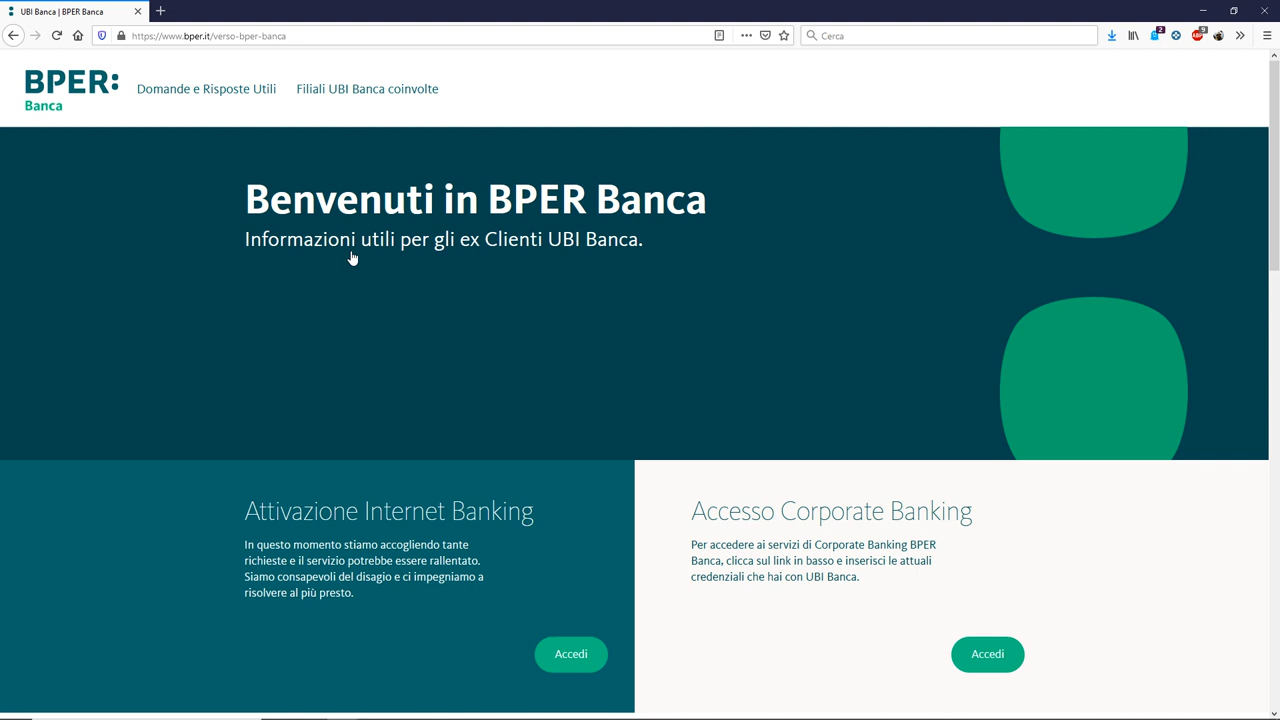 UBI Banca | BPER Banca
https://www.bper.it/verso-bper-banca
Cerca
2
ABP
BPER:
Banca
Domande e Risposte Utili
Filiali UBI Banca coinvolte
Benvenuti in BPER Banca
Informazioni utili per gli ex Clienti UBI Banca.
Attivazione Internet Banking
In questo momento stiamo accogliendo tante
richieste e il servizio potrebbe essere rallentato.
Siamo consapevoli del disagio e ci impegniamo a
risolvere al più presto.
Accedi
Accesso Corporate Banking
Per accedere ai servizi di Corporate Banking BPER
Banca, clicca sul link in basso e inserisci le attuali
credenziali che hai con UBI Banca.
Accedi